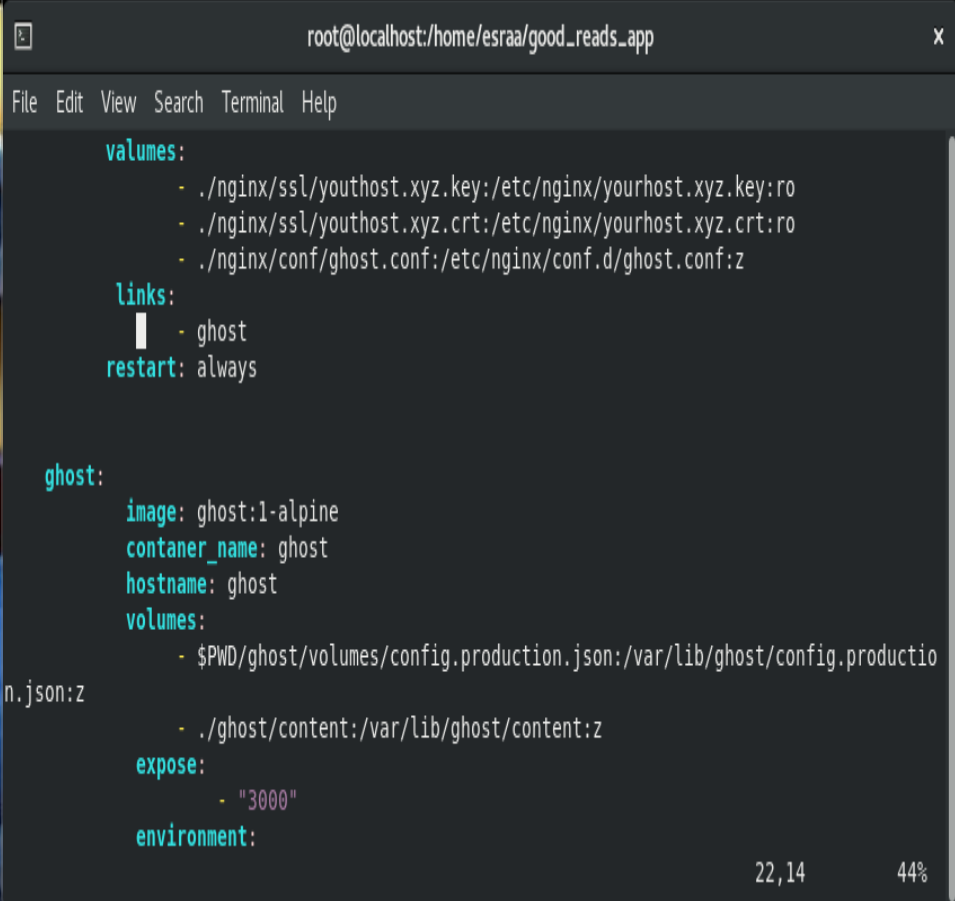 root@localhost:/home/esraa/good_reads_app
x
File Edit View Search Terminal Help
valumes:
- ./nginx/ssl/youthost.xyz.key:/etc/nginx/yourhost.xyz.key:ro
- ./nginx/ssl/youthost.xyz.crt:/etc/nginx/yourhost.xyz.crt:ro
- ./nginx/conf/ghost.conf:/etc/nginx/conf.d/ghost.conf:z
links:
- ghost
restart: always
ghost:
image: ghost:1-alpine
contaner_name: ghost
hostname: ghost
volumes:
- $PWD/ghost/volumes/config.production.json:/var/lib/ghost/config.productio
n.json:z
- ./ghost/content:/var/lib/ghost/content:z
expose:
- "3000"
environment:
22,14 44%